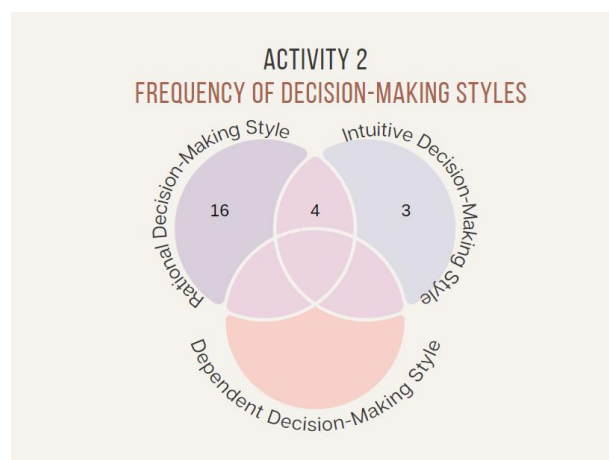 ACTIVITY 2
FREQUENCY OF DECISION-MAKING STYLES
Rational Decision-Making Style
Intuitive Decision-Making Style
16
4
3
Dependent Decision-Making Style